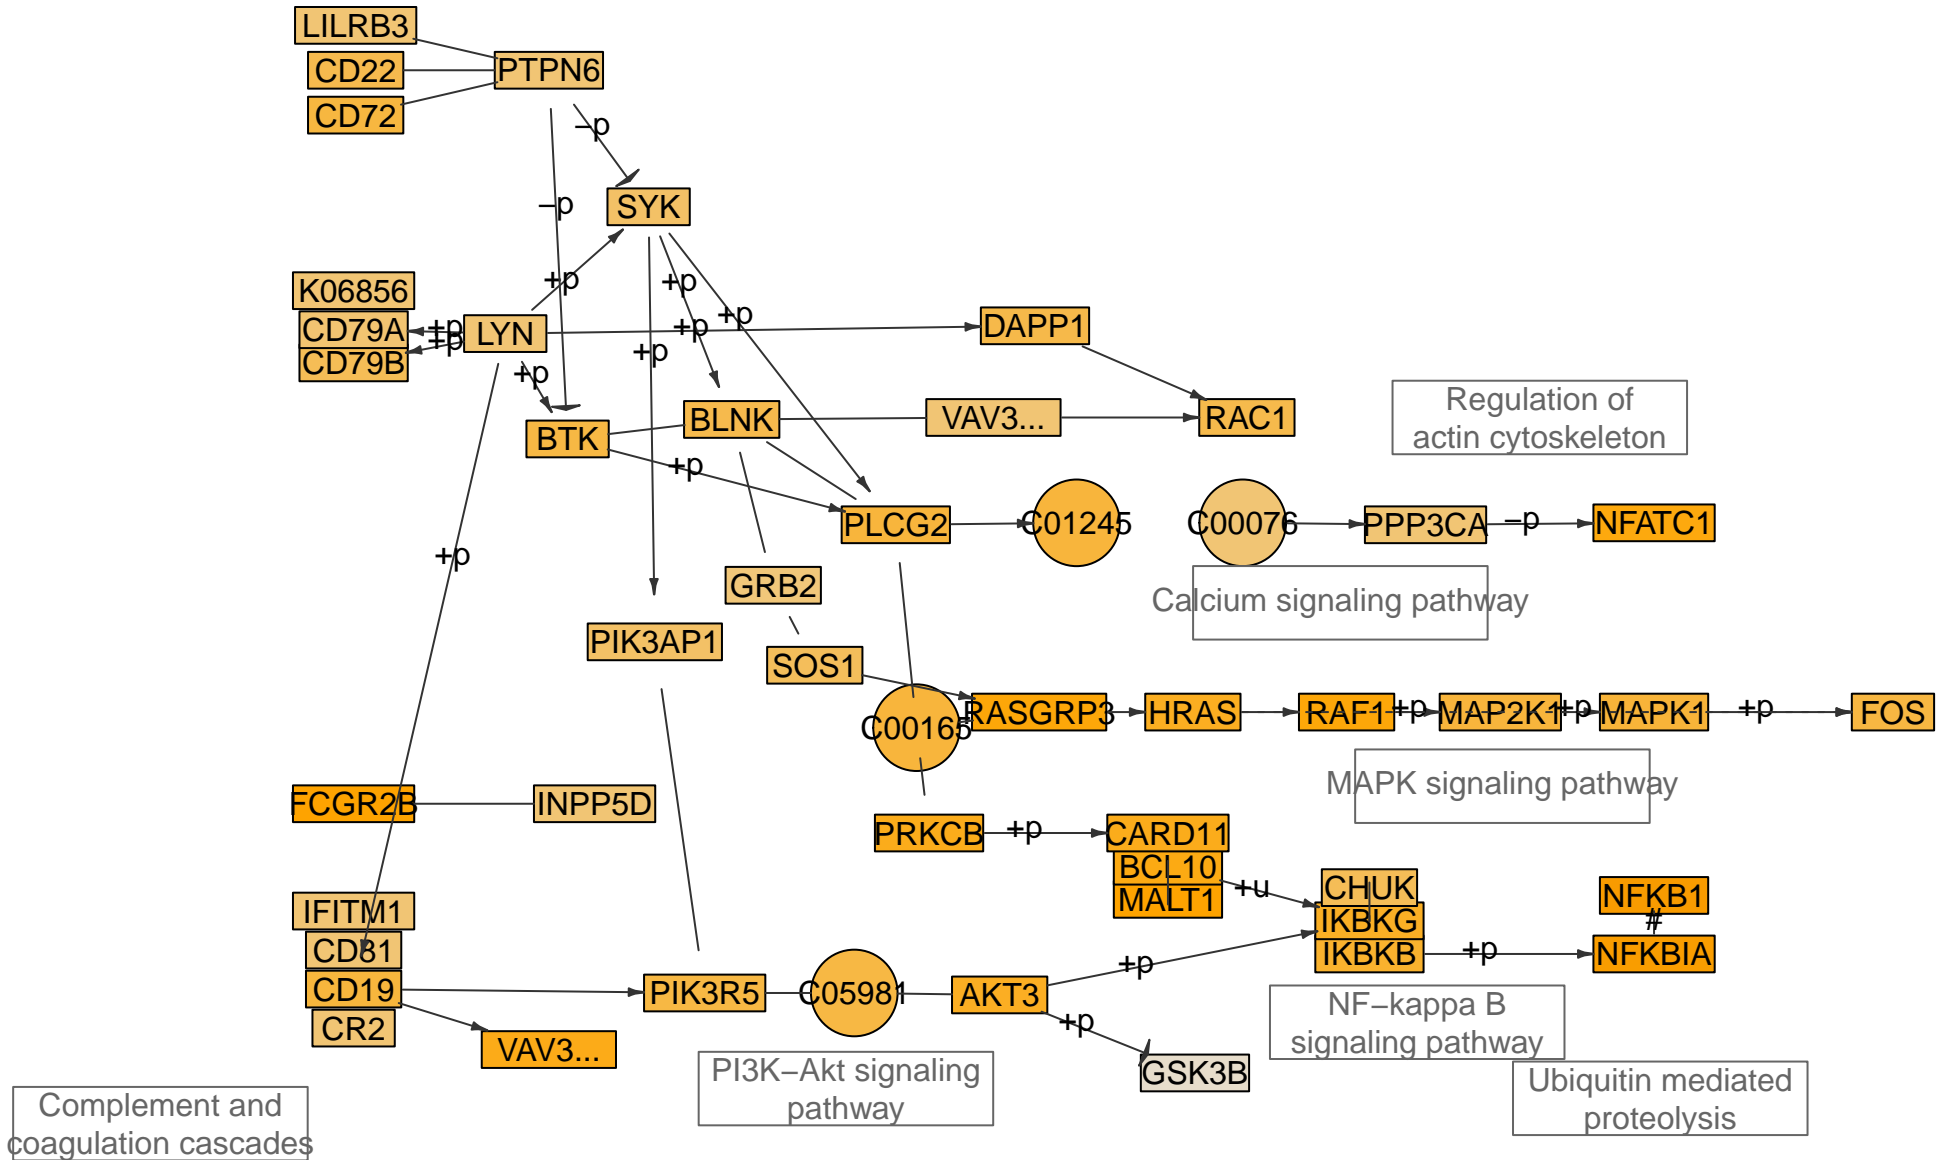 LILRB3
CD22
PTPN6
CD72
−p
SYK
−p
+p
+p
K06856
CD79A
+p
LYN
+p
+p
DAPP1
CD79B
+p
+p
+p
Regulation of
actin cytoskeleton
BTK
BLNK
VAV3...
RAC1
+p
PLCG2
C01245
C00076
PPP3CA
−p
NFATC1
+p
GRB2
Calcium signaling pathway
PIK3AP1
SOS1
C00165
RASGRP3
HRAS
RAF1
+p
MAP2K1
+p
MAPK1
+p
FOS
MAPK signaling pathway
FCGR2B
INPP5D
PRKCB
+p
CARD11
BCL10
MALT1
+u
CHUK
IKBKG
IKBKB
+p
NFKB1
#
NFKBIA
IFITM1
CD81
CD19
CR2
VAV3...
PIK3R5
C05981
AKT3
+p
+p
GSK3B
NF−kappa B
signaling pathway
PI3K−Akt signaling
pathway
Ubiquitin mediated
proteolysis
Complement and
coagulation cascades